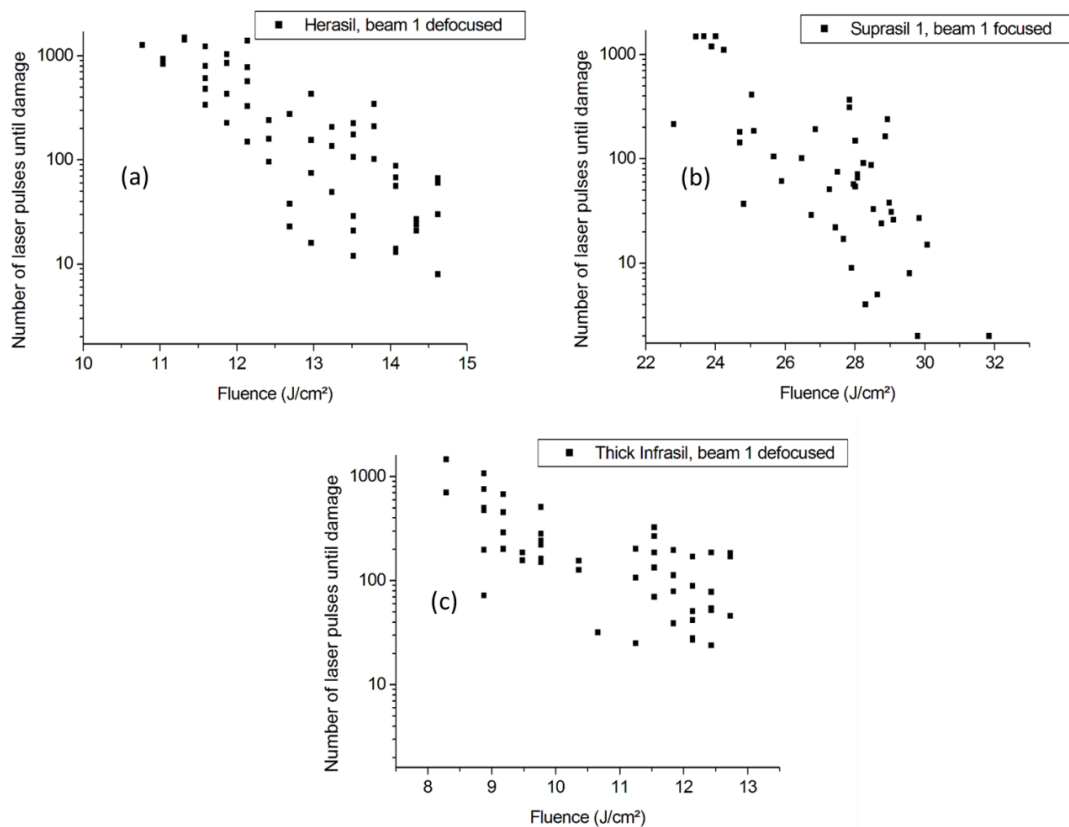 Herasil, beam 1 defocused
Number of laser pulses until damage
1000
100
10
(a)
10 11 12 13 14 15
Fluence (J/cm²)
Suprasil 1, beam 1 focused
Number of laser pulses until damage
1000
100
10
(b)
22 24 26 28 30 32
Fluence (J/cm²)
Thick Infrasil, beam 1 defocused
Number of laser pulses until damage
1000
100
10
(c)
8 9 10 11 12 13
Fluence (J/cm²)